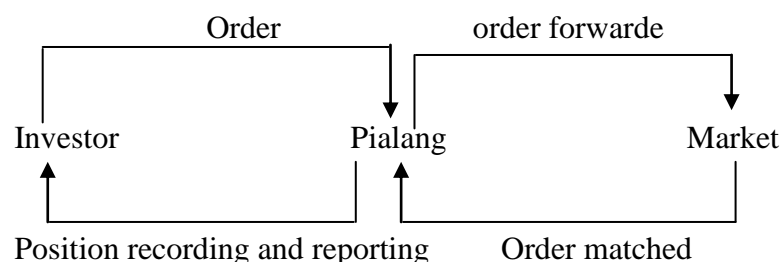 Order order forwarde
Investor Pialang Market
Position recording and reporting Order matched